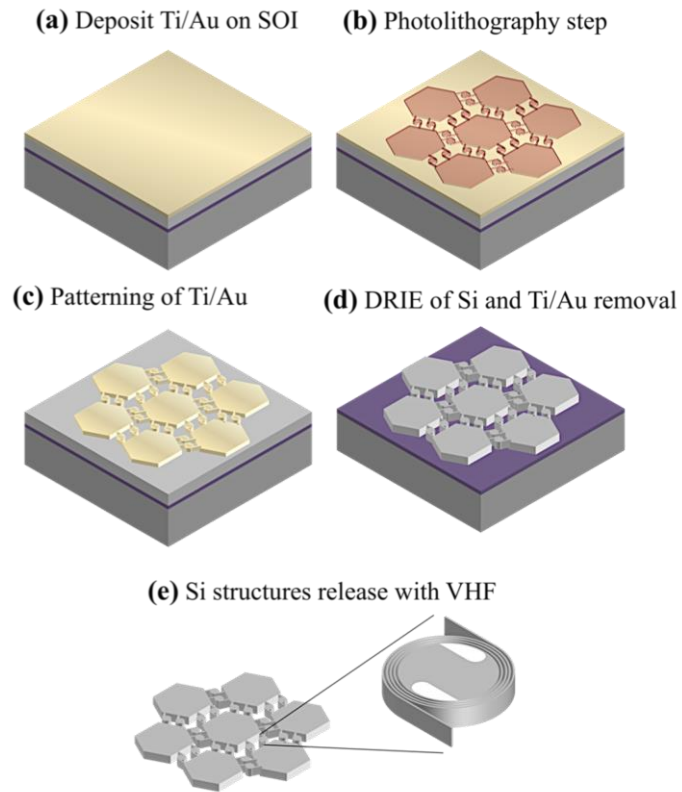 (a) Deposit Ti/Au on SOI
(b) Photolithography step
(c) Patterning of Ti/Au
(d) DRIE of Si and Ti/Au removal
(e) Si structures release with VHF